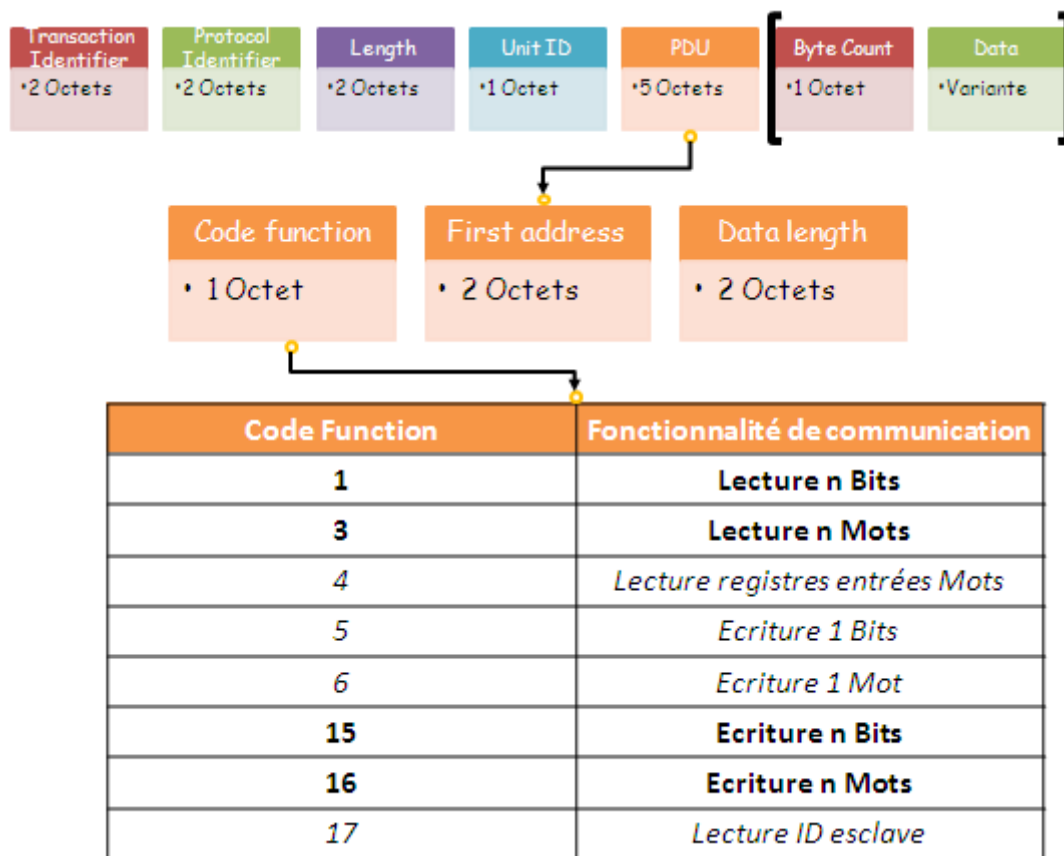 Transaction Identifier
Protocol Identifier
Length
Unit ID
PDU
Byte Count
Data
•2 Octets
•2 Octets
•2 Octets
•1 Octet
•5 Octets
•1 Octet
•Variante
Code function
First address
Data length
• 1 Octet
• 2 Octets
• 2 Octets
Code Function
Fonctionnalité de communication
1
Lecture n Bits
3
Lecture n Mots
4
Lecture registres entrées Mots
5
Ecriture 1 Bits
6
Ecriture 1 Mot
15
Ecriture n Bits
16
Ecriture n Mots
17
Lecture ID esclave